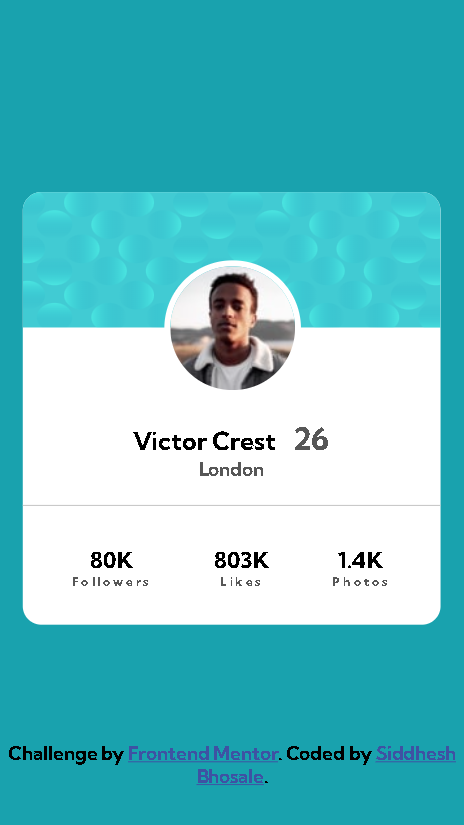 Victor Crest 26
London
80K 803K 1.4K
Followers Likes Photos
Challenge by Frontend Mentor. Coded by Siddhesh
Bhosale.